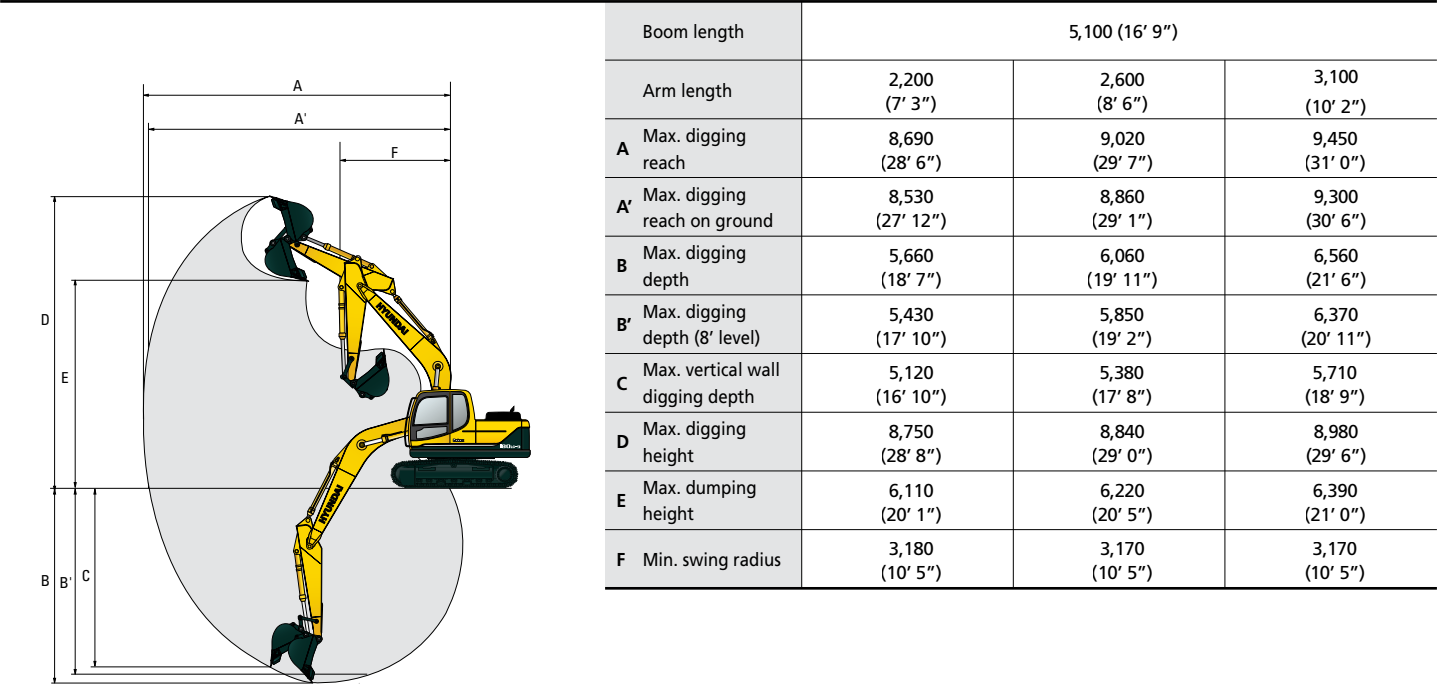 A
A'
F
D
E
B
B'
C
HYUNDAI
HYUNDAI
Boom length 5,100 (16’ 9”)
Arm length 2,200 (7’ 3”) 2,600 (8’ 6”) 3,100 (10’ 2”)
A Max. digging reach 8,690 (28’ 6”) 9,020 (29’ 7”) 9,450 (31’ 0”)
A’ Max. digging reach on ground 8,530 (27’ 12”) 8,860 (29’ 1”) 9,300 (30’ 6”)
B Max. digging depth 5,660 (18’ 7”) 6,060 (19’ 11”) 6,560 (21’ 6”)
B’ Max. digging depth (8’ level) 5,430 (17’ 10”) 5,850 (19’ 2”) 6,370 (20’ 11”)
C Max. vertical wall digging depth 5,120 (16’ 10”) 5,380 (17’ 8”) 5,710 (18’ 9”)
D Max. digging height 8,750 (28’ 8”) 8,840 (29’ 0”) 8,980 (29’ 6”)
E Max. dumping height 6,110 (20’ 1”) 6,220 (20’ 5”) 6,390 (21’ 0”)
F Min. swing radius 3,180 (10’ 5”) 3,170 (10’ 5”) 3,170 (10’ 5”)